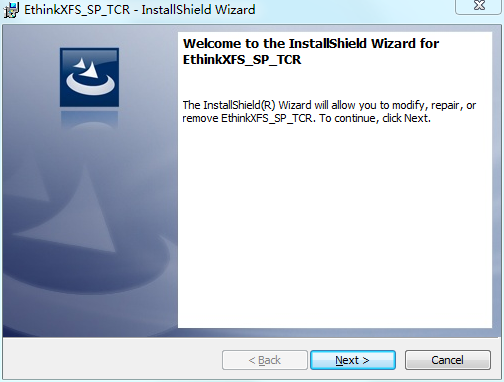 EthinkXFS_SP_TCR - InstallShield Wizard
Welcome to the InstallShield Wizard for
EthinkXFS_SP_TCR
The InstallShield(R) Wizard will allow you to modify, repair, or
remove EthinkXFS_SP_TCR. To continue, click Next.
< Back
Next >
Cancel